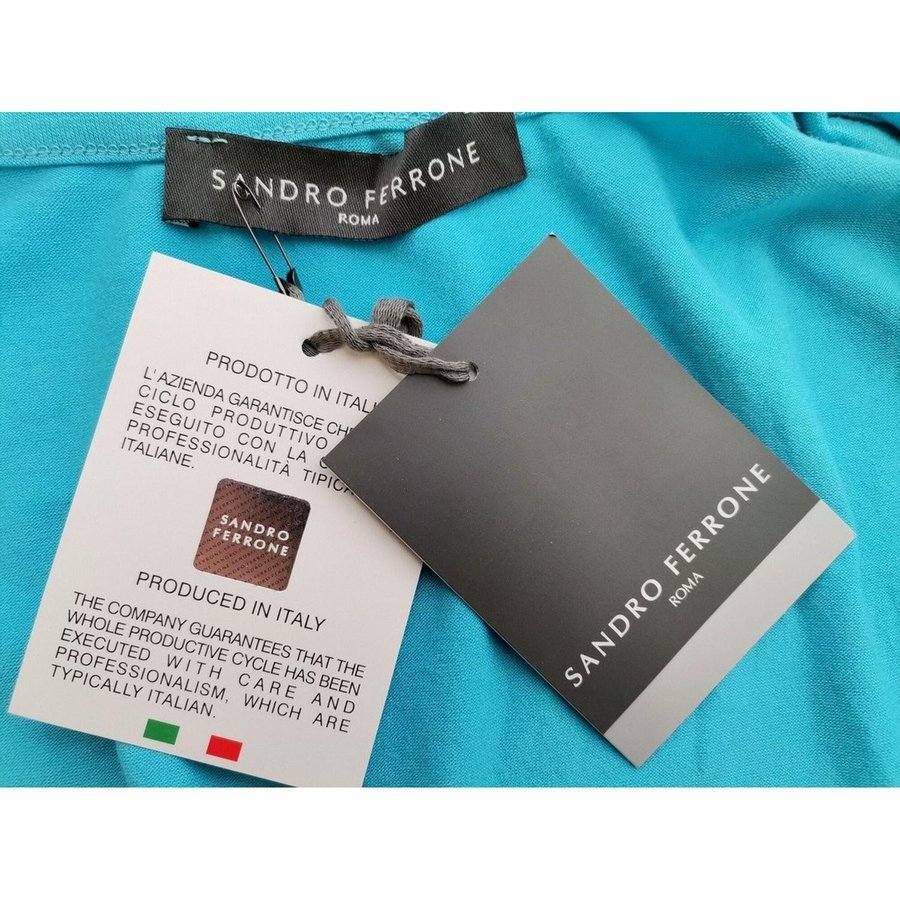 SANDRO FERRONE
ROMA
PRODOTTO IN ITALI
L'AZIENDA GARANTISCE CHE
CICLO PRODUTTIVO
ESEGUITO CON LA
PROFESSIONALITÀ TIPICA
ITALIANE.
SANDRO
FERRONE
PRODUCED IN ITALY
THE COMPANY GUARANTEES THAT THE
WHOLE PRODUCTIVE CYCLE HAS BEEN
EXECUTED WITH CARE AND
PROFESSIONALISM, WHICH ARE
TYPICALLY ITALIAN.
SANDRO FERRONE
ROMA